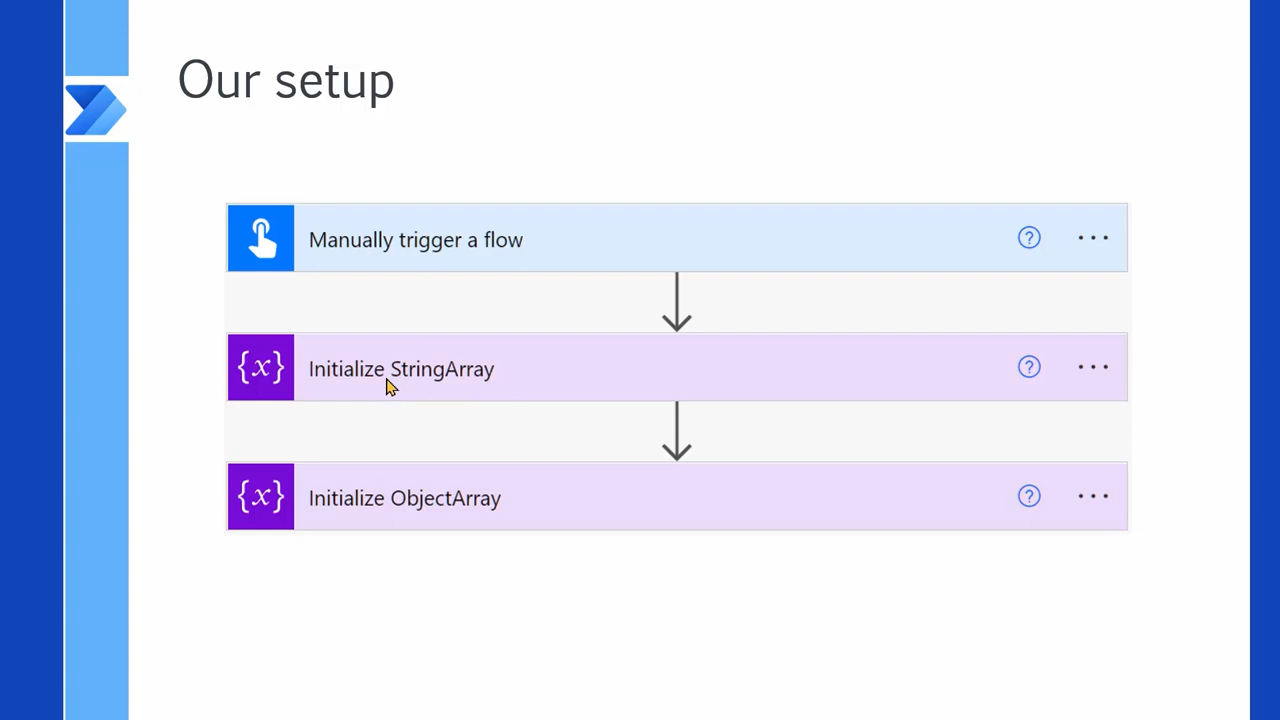 Our setup
Manually trigger a flow
{x} Initialize StringArray
{x} Initialize ObjectArray